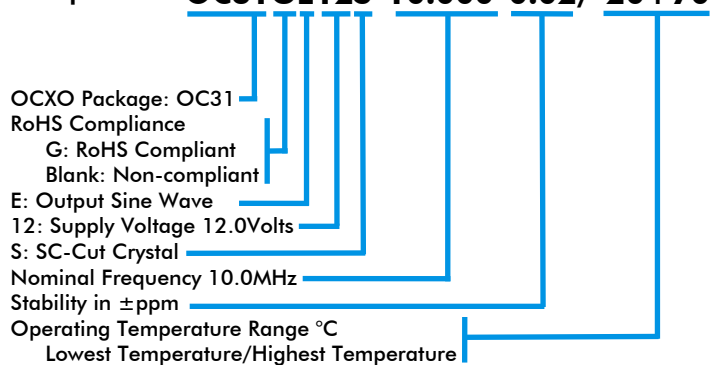 OCXO Package: OC31
RoHS Compliance
G: RoHS Compliant
Blank: Non-compliant
E: Output Sine Wave
12: Supply Voltage 12.0Volts
S: SC-Cut Crystal
Nominal Frequency 10.0MHz
Stability in ±ppm
Operating Temperature Range °C
Lowest Temperature/Highest Temperature